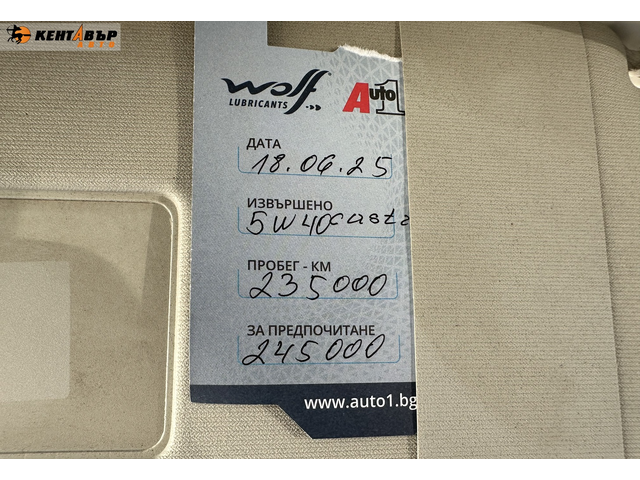 КЕНТАВЪР
АУТО
Wolf
LUBRICANTS
Auto1
ДАТА
18.06.25
ИЗВЪРШЕНО
5W40
ПРОБЕГ - КМ
235000
ЗА ПРЕДПОЧИТАНЕ
245000
www.auto1.bg